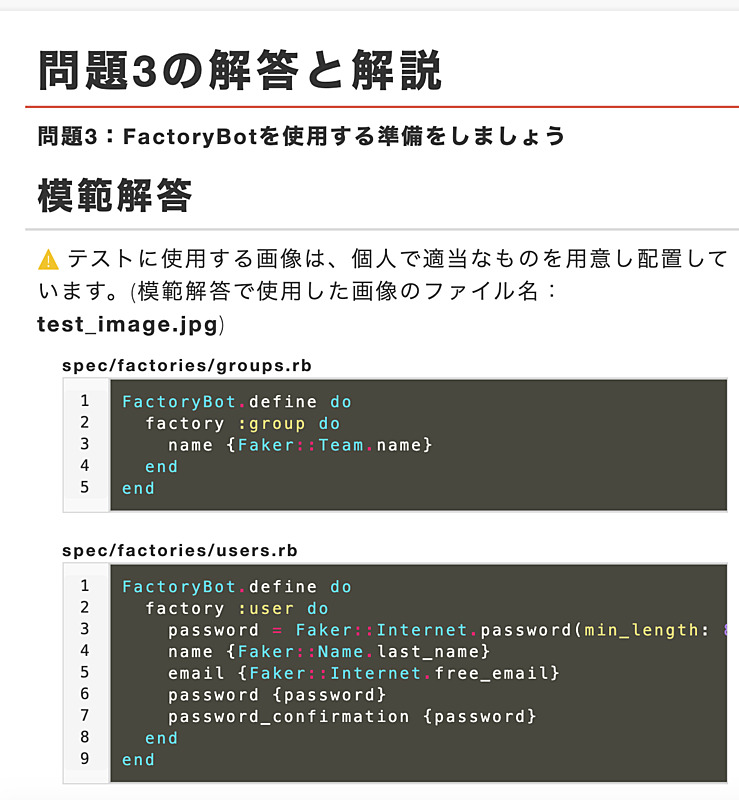 問題3の解答と解説
問題3：FactoryBotを使用する準備をしましょう
模範解答
⚠️ テストに使用する画像は、個人で適当なものを用意し配置して
います。(模範解答で使用した画像のファイル名：
test_image.jpg)
spec/factories/groups.rb
1 FactoryBot.define do
2   factory :group do
3     name {Faker::Team.name}
4   end
5 end
spec/factories/users.rb
1 FactoryBot.define do
2   factory :user do
3     password = Faker::Internet.password(min_length:
4     name {Faker::Name.last_name}
5     email {Faker::Internet.free_email}
6     password {password}
7     password_confirmation {password}
8   end
9 end